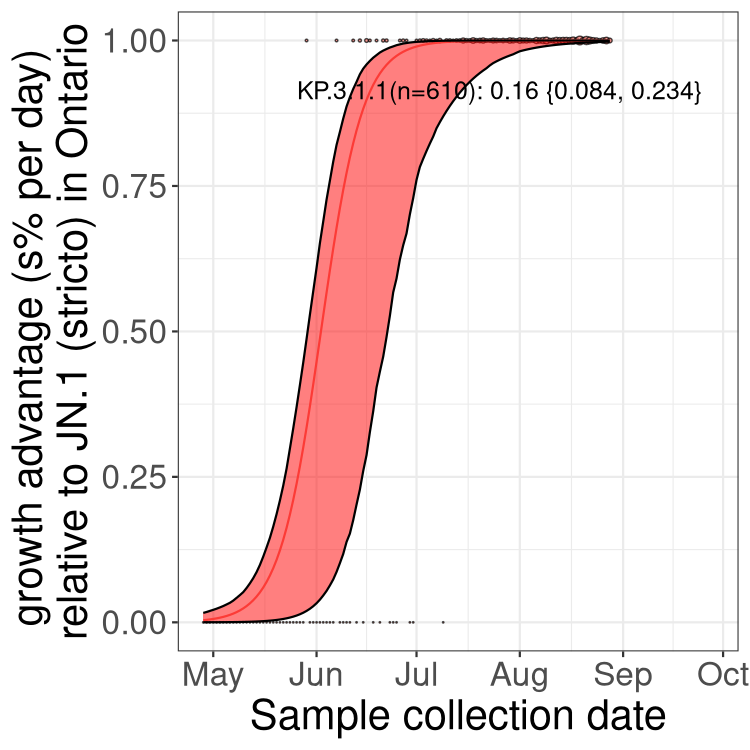 growth advantage (s% per day)
relative to JN.1 (stricto) in Ontario
1.00
0.75
0.50
0.25
0.00
KP.3.1.1(n=610): 0.16 {0.084, 0.234}
May Jun Jul Aug Sep Oct
Sample collection date